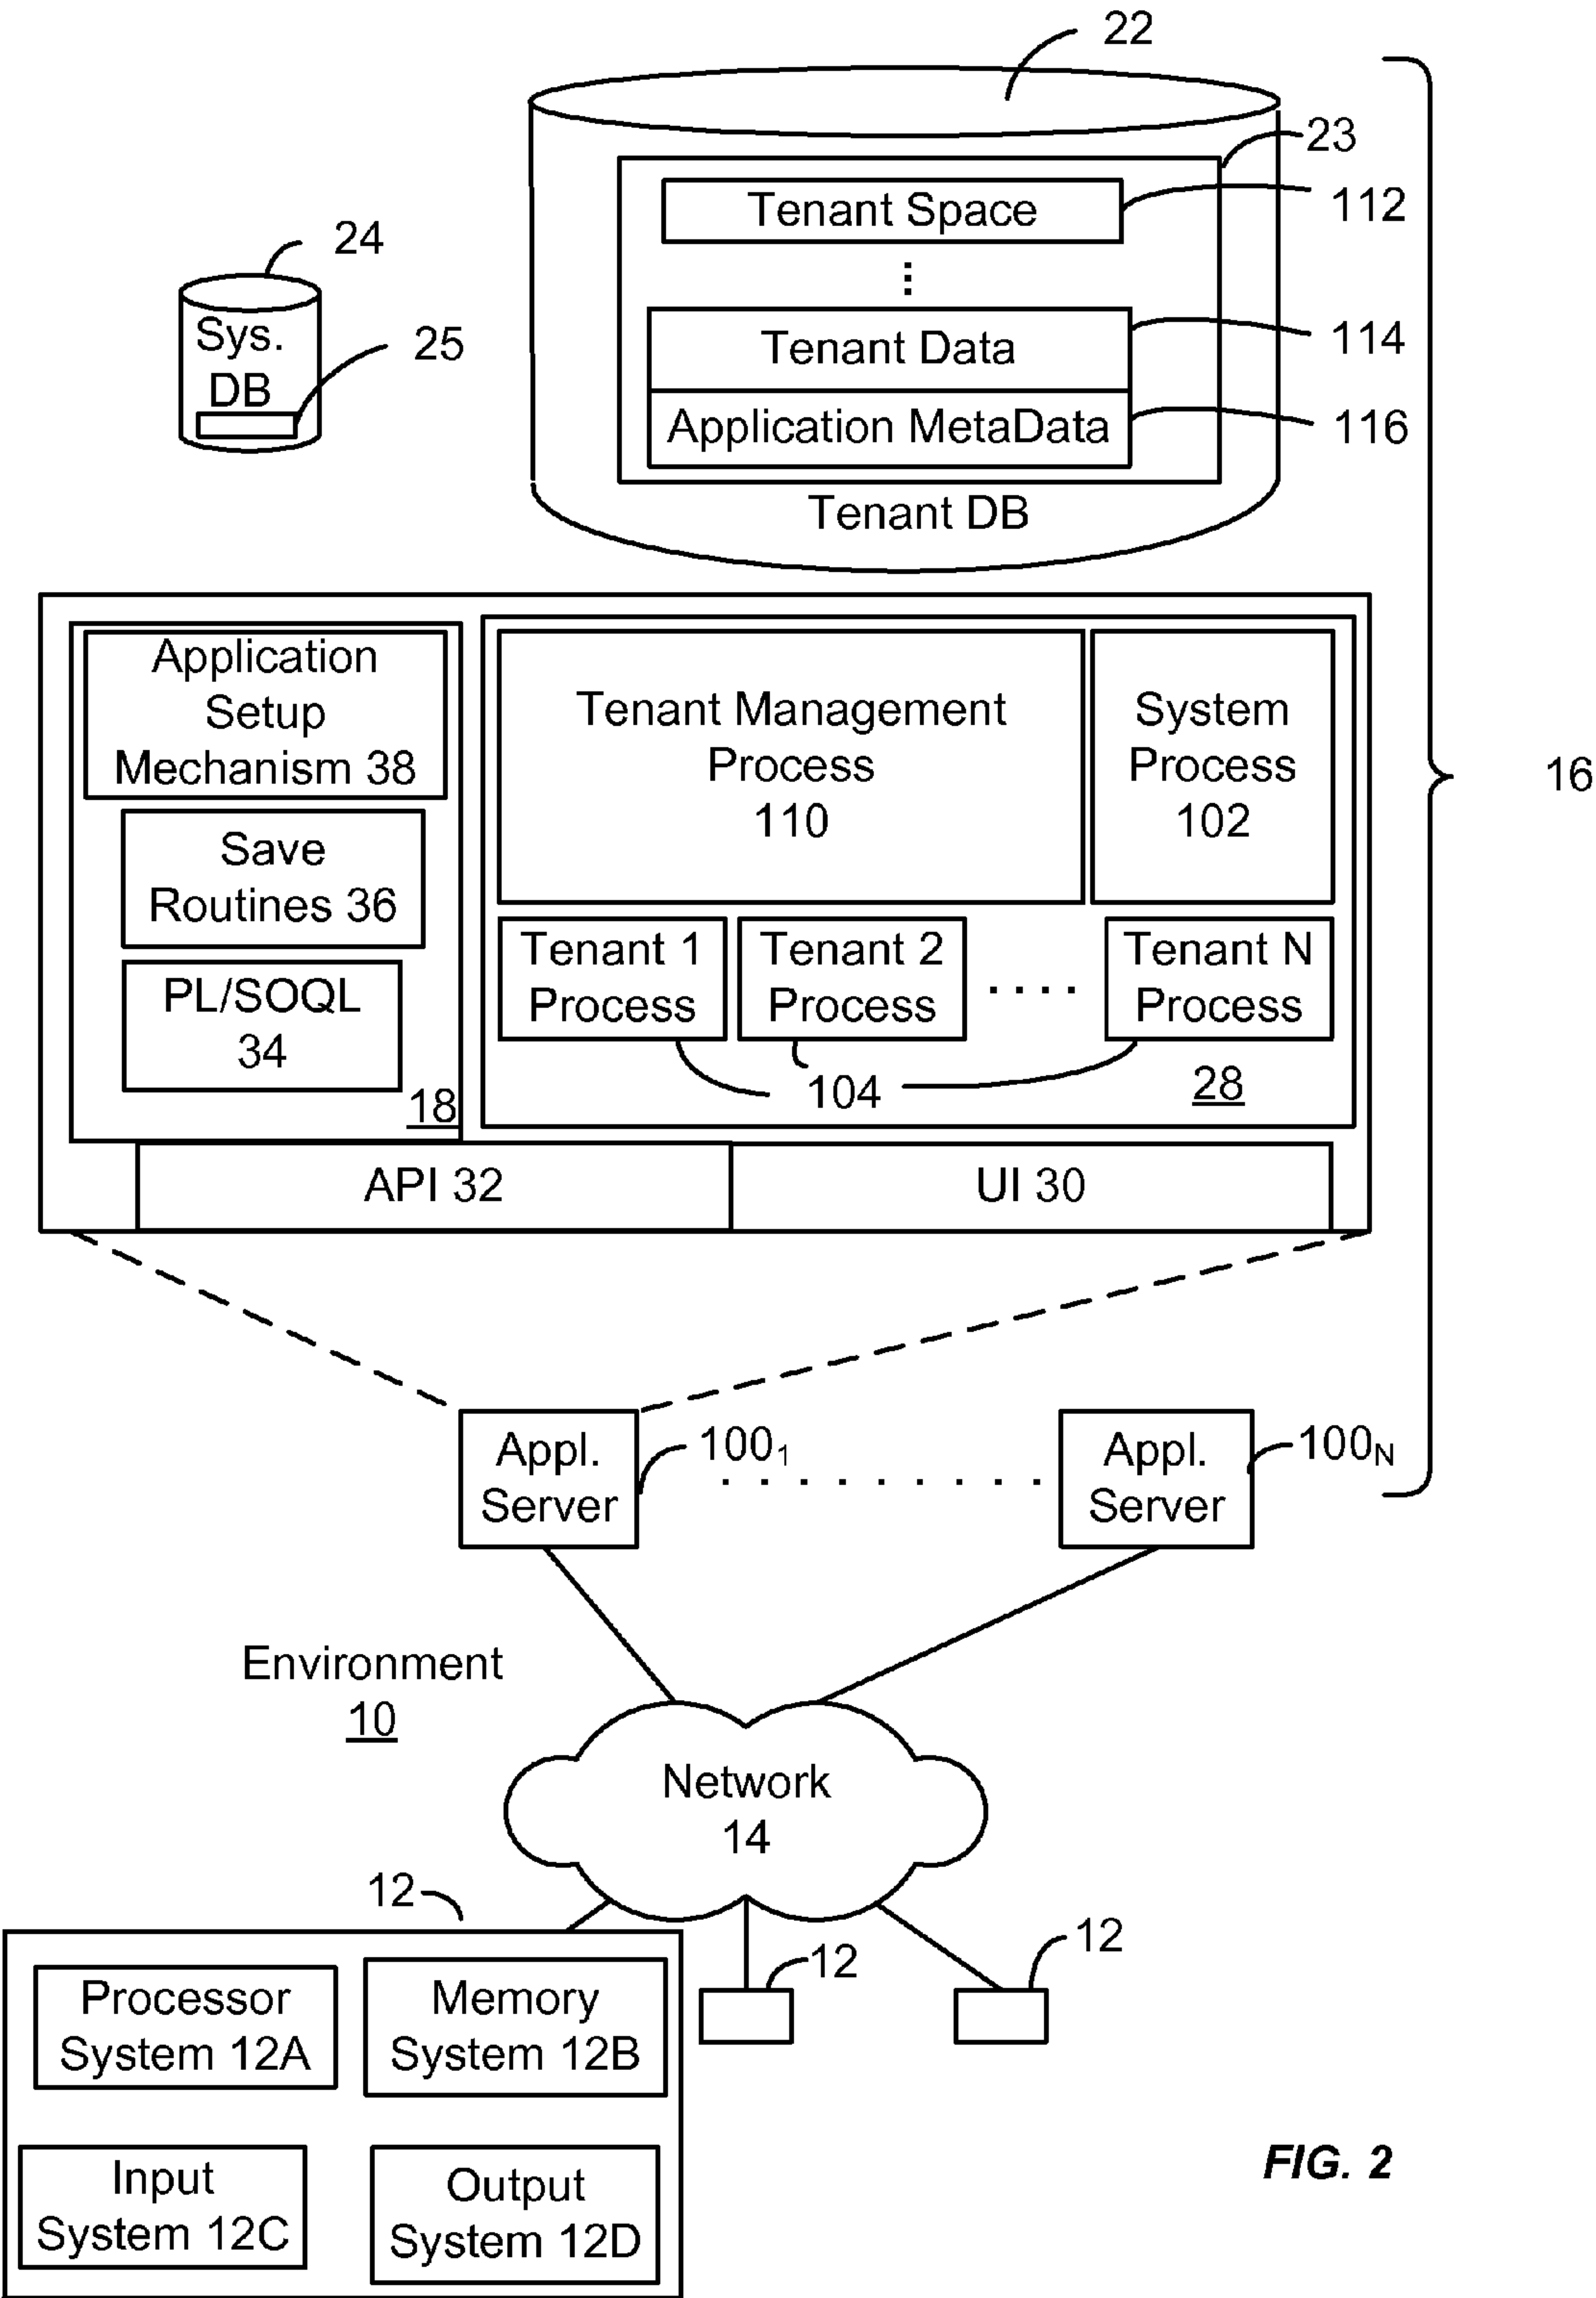 22
23
Tenant Space
112
24
Sys.
DB
25
Tenant Data
114
Application MetaData
116
Tenant DB
Application
Setup
Mechanism 38
Tenant Management
Process
110
System
Process
102
16
Save
Routines 36
PL/SOQL
34
18
Tenant 1
Process
Tenant 2
Process
. . . .
Tenant N
Process
104
28
API 32
UI 30
Appl.
Server
100₁
. . . . . . . . . .
Appl.
Server
100N
Environment
10
Network
14
12
12
12
Processor
System 12A
Memory
System 12B
Input
System 12C
Output
System 12D
FIG. 2